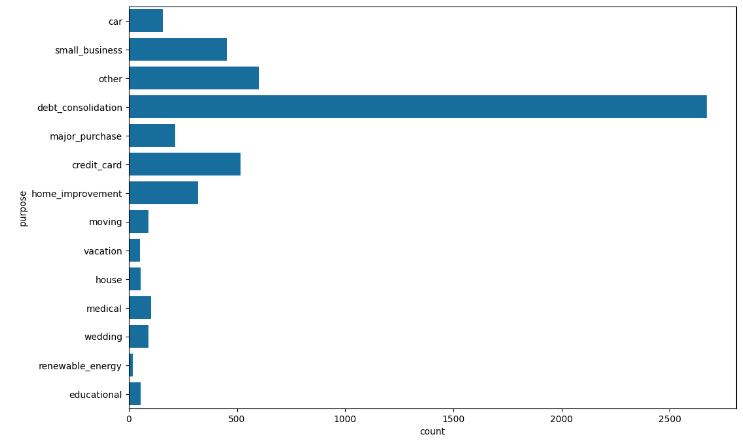 car
small_business
other
debt_consolidation
major_purchase
credit_card
home_improvement
moving
vacation
house
medical
wedding
renewable_energy
educational
purpose
0 500 1000 1500 2000 2500
count